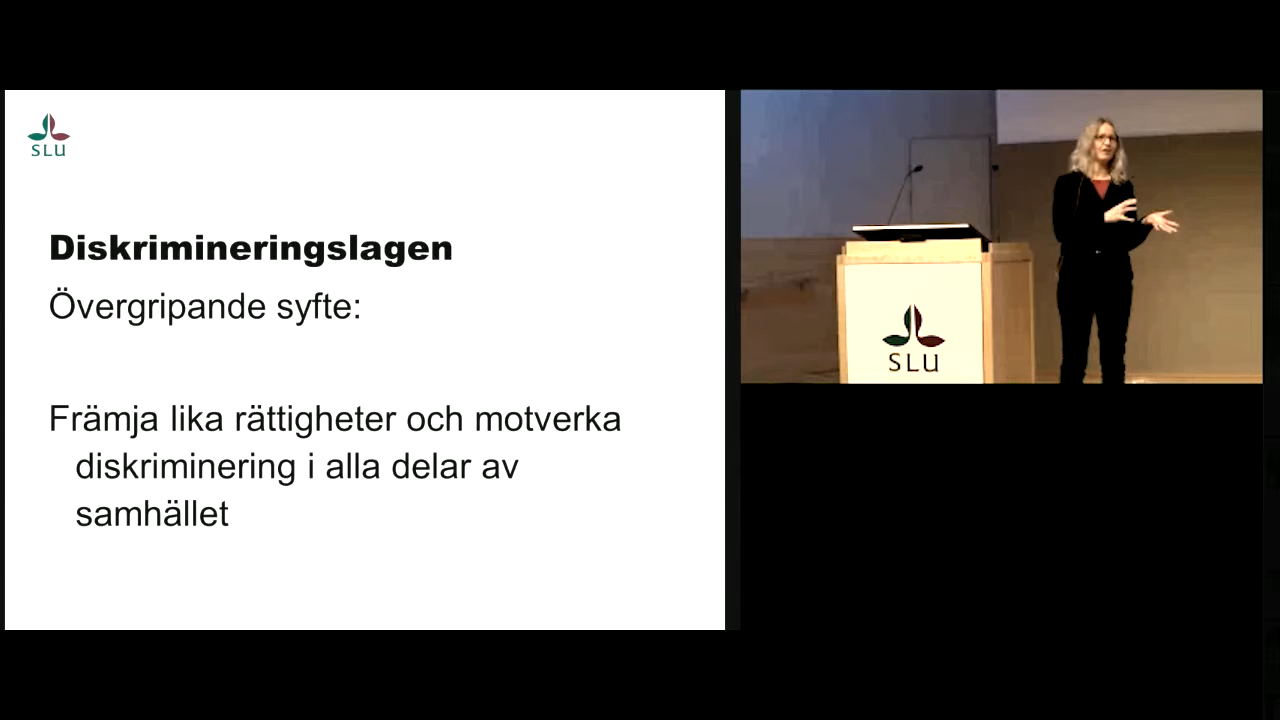 SLU
Diskrimineringslagen
Övergripande syfte:
Främja lika rättigheter och motverka
diskriminering i alla delar av
samhället
SLU